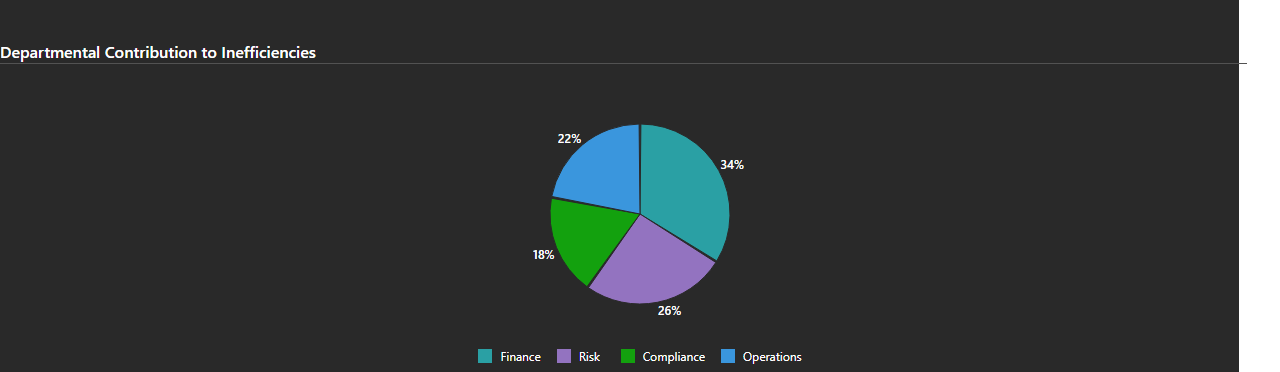 Departmental Contribution to Inefficiencies
22%
34%
18%
26%
Finance Risk Compliance Operations